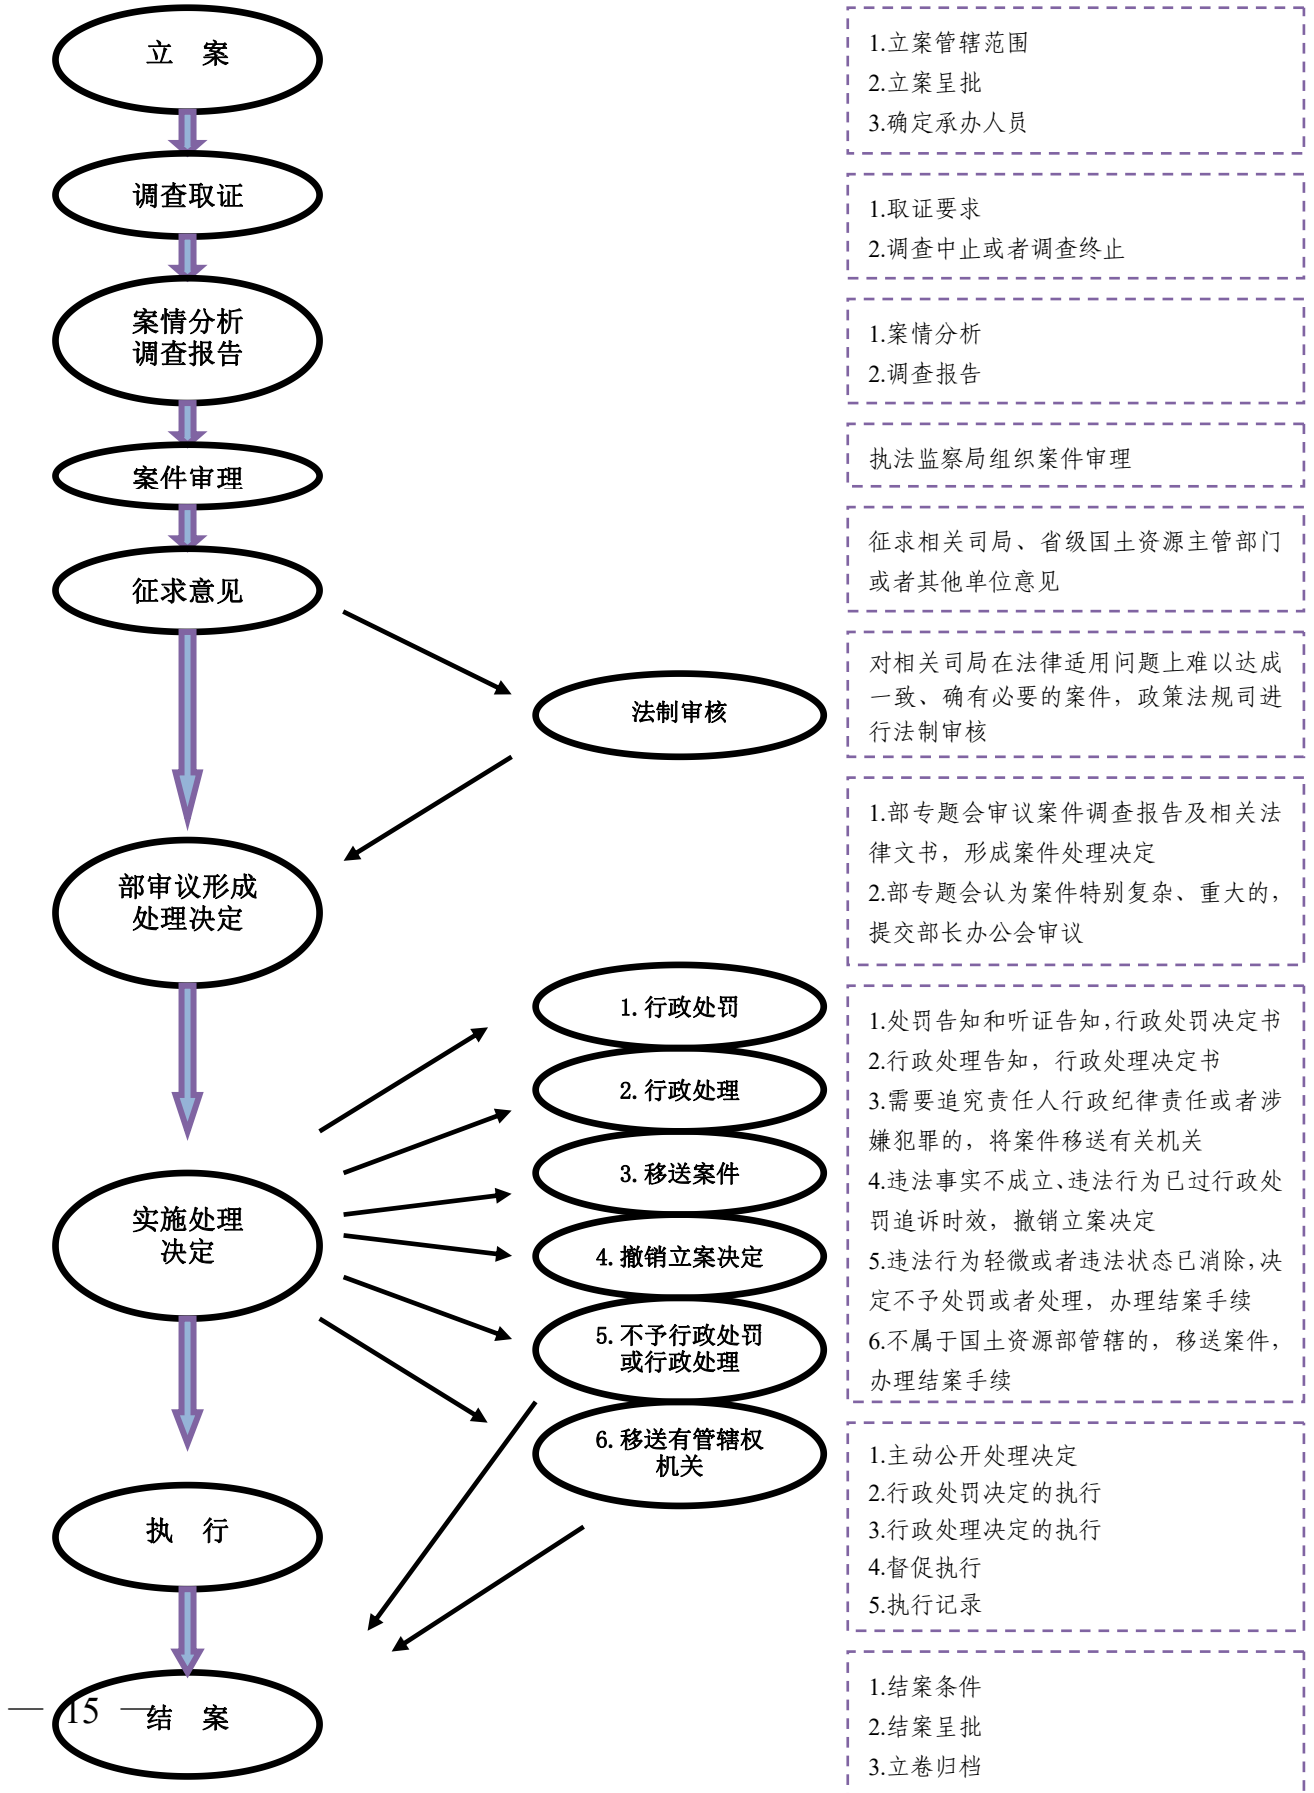 立　案
1.立案管辖范围
2.立案呈批
3.确定承办人员
调查取证
1.取证要求
2.调查中止或者调查终止
案情分析
调查报告
1.案情分析
2.调查报告
案件审理
执法监察局组织案件审理
征求意见
征求相关司局、省级国土资源主管部门
或者其他单位意见
法制审核
对相关司局在法律适用问题上难以达成
一致、确有必要的案件，政策法规司进
行法制审核
部审议形成
处理决定
1.部专题会审议案件调查报告及相关法
律文书，形成案件处理决定
2.部专题会认为案件特别复杂、重大的，
提交部长办公会审议
实施处理
决定
1.行政处罚
2.行政处理
3.移送案件
4.撤销立案决定
5.不予行政处罚
或行政处理
6.移送有管辖权
机关
1.处罚告知和听证告知，行政处罚决定书
2.行政处理告知，行政处理决定书
3.需要追究责任人行政纪律责任或者涉
嫌犯罪的，将案件移送有关机关
4.违法事实不成立、违法行为已过行政处
罚追诉时效，撤销立案决定
5.违法行为轻微或者违法状态已消除，决
定不予处罚或者处理，办理结案手续
6.不属于国土资源部管辖的，移送案件，
办理结案手续
执　行
1.主动公开处理决定
2.行政处罚决定的执行
3.行政处理决定的执行
4.督促执行
5.执行记录
结　案
1.结案条件
2.结案呈批
3.立卷归档
— 15 —